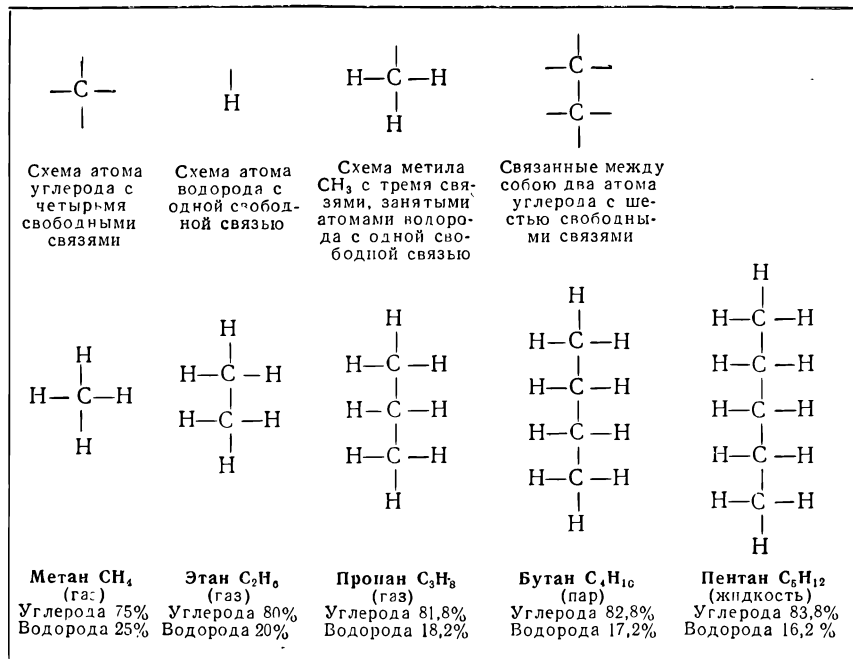 —C—
H
H—C—H
H
—C—
—C—
Схема атома
углерода с
четырьмя
свободными
связями
Схема атома
водорода с
одной свобод-
ной связью
Схема метила
CH₃ с тремя свя-
зями, занятыми
атомами водоро-
да с одной сво-
бодной связью
Связанные между
собою два атома
углерода с ше-
стью свободны-
ми связями
H
H—C—H
H
H
H—C—H
H—C—H
H
H
H—C—H
H—C—H
H—C—H
H
H
H—C—H
H—C—H
H—C—H
H—C—H
H
H
H—C—H
H—C—H
H—C—H
H—C—H
H—C—H
H
Метан CH₄
(газ)
Углерода 75%
Водорода 25%
Этан C₂H₆
(газ)
Углерода 80%
Водорода 20%
Пропан C₃H₈
(газ)
Углерода 81,8%
Водорода 18,2%
Бутан C₄H₁₀
(пар)
Углерода 82,8%
Водорода 17,2%
Пентан C₅H₁₂
(жидкость)
Углерода 83,8%
Водорода 16,2 %